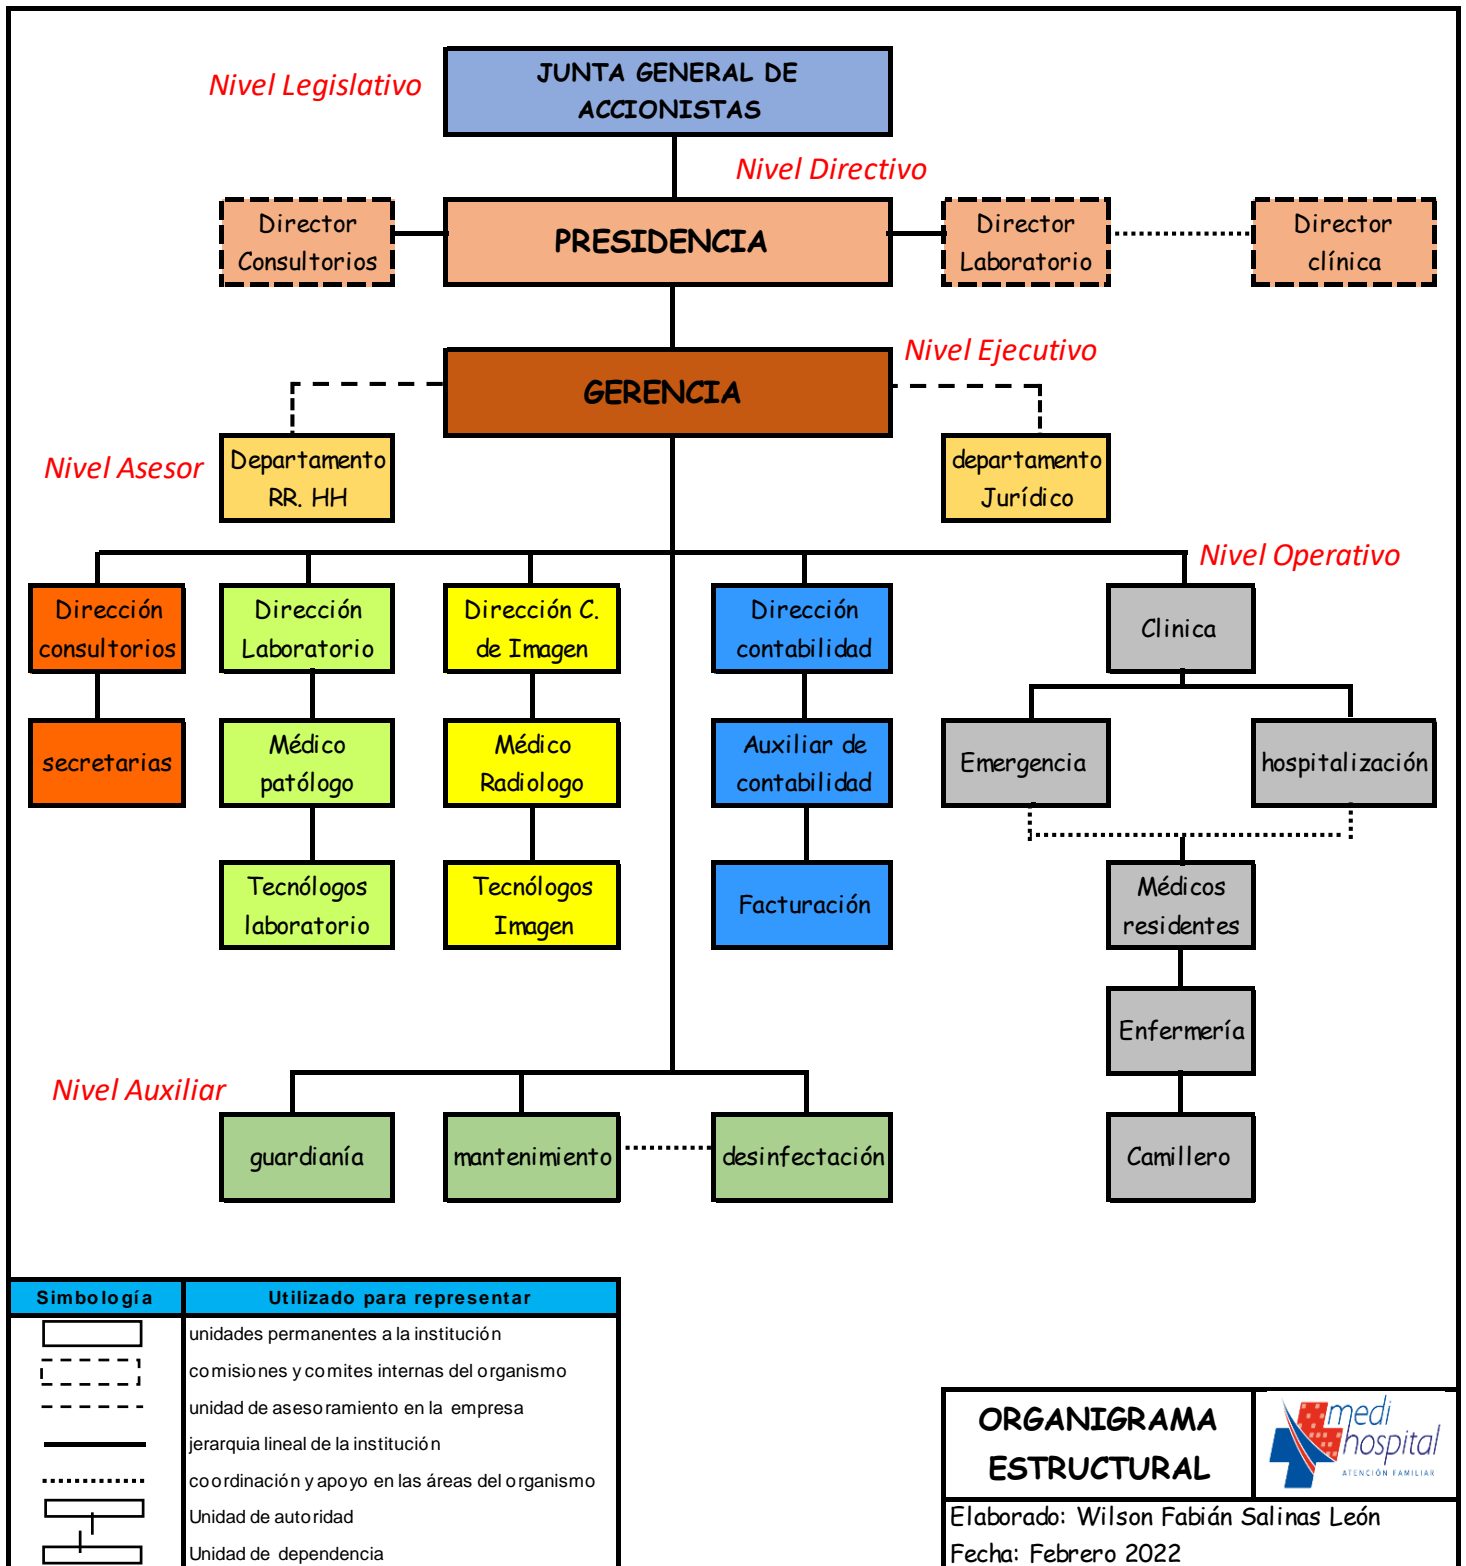 Nivel Legislativo
JUNTA GENERAL DE
ACCIONISTAS
Nivel Directivo
Director
Consultorios
PRESIDENCIA
Director
Laboratorio
Director
clínica
Nivel Ejecutivo
GERENCIA
Nivel Asesor
Departamento
RR. HH
departamento
Jurídico
Nivel Operativo
Dirección
consultorios
Dirección
Laboratorio
Dirección C.
de Imagen
Dirección
contabilidad
Clinica
secretarias
Médico
patólogo
Médico
Radiologo
Auxiliar de
contabilidad
Emergencia
hospitalización
Tecnólogos
laboratorio
Tecnólogos
Imagen
Facturación
Médicos
residentes
Enfermería
Nivel Auxiliar
guardianía
mantenimiento
desinfectación
Camillero
Simbología
Utilizado para representar
unidades permanentes a la institución
comisiones y comites internas del organismo
unidad de asesoramiento en la empresa
jerarquia lineal de la institución
coordinación y apoyo en las áreas del organismo
Unidad de autoridad
Unidad de dependencia
ORGANIGRAMA
ESTRUCTURAL
medi
hospital
ATENCIÓN FAMILIAR
Elaborado: Wilson Fabián Salinas León
Fecha: Febrero 2022